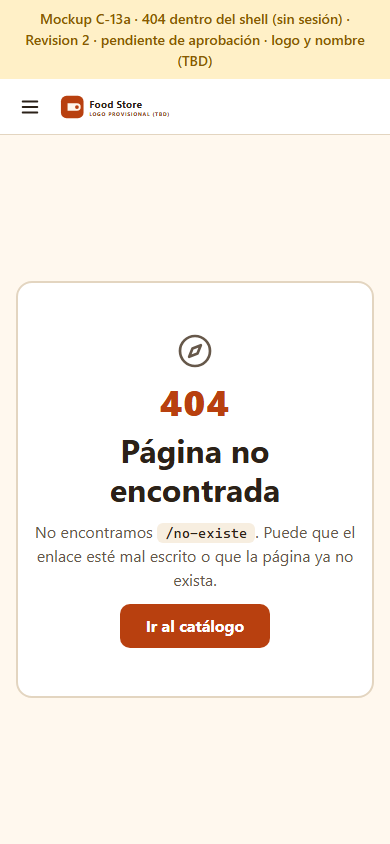 Mockup C-13a · 404 dentro del shell (sin sesión) ·
Revision 2 · pendiente de aprobación · logo y nombre
(TBD)
Food Store
LOGO PROVISIONAL (TBD)
404
Página no
encontrada
No encontramos /no-existe. Puede que el
enlace esté mal escrito o que la página ya no
exista.
Ir al catálogo